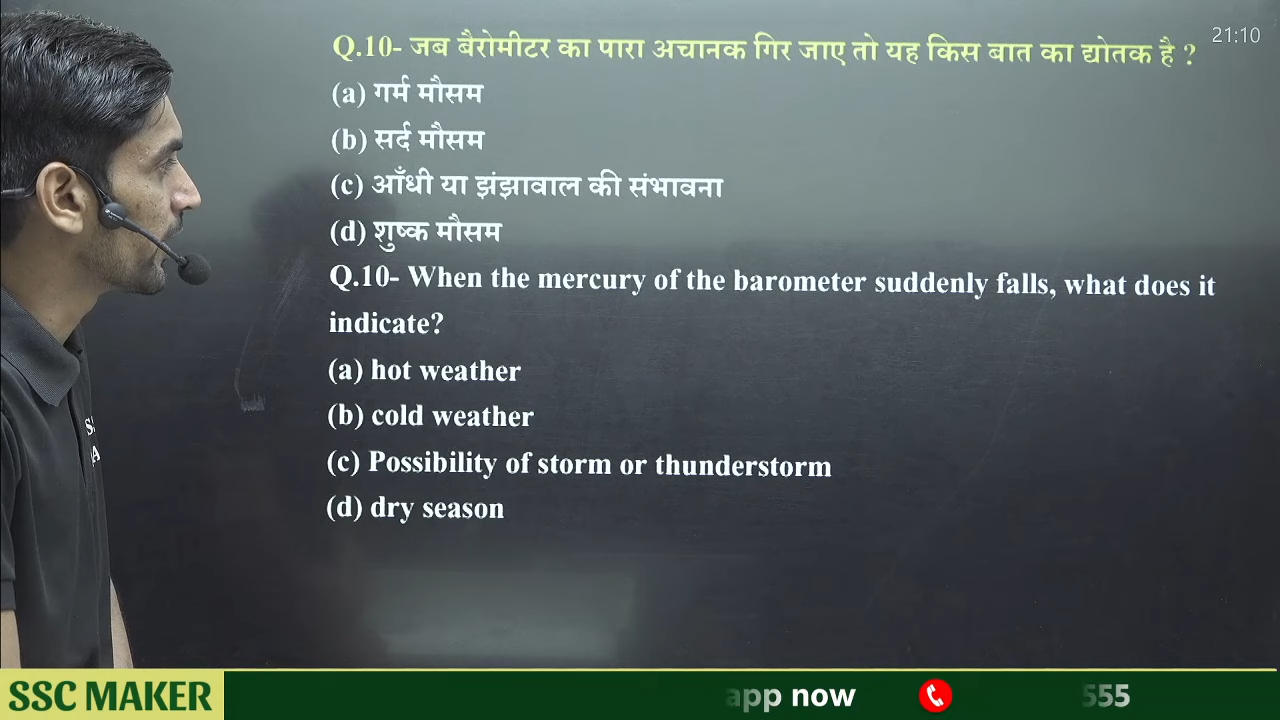 Q.10- जब बैरोमीटर का पारा अचानक गिर जाए तो यह किस बात का द्योतक है ?
21:10
(a) गर्म मौसम
(b) सर्द मौसम
(c) आँधी या झंझावाल की संभावना
(d) शुष्क मौसम
Q.10- When the mercury of the barometer suddenly falls, what does it
indicate?
(a) hot weather
(b) cold weather
(c) Possibility of storm or thunderstorm
(d) dry season
SSC MAKER
app now
555